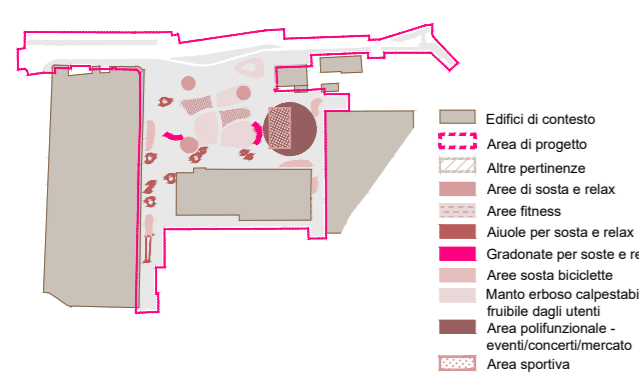 Edifici di contesto
Area di progetto
Altre pertinenze
Aree di sosta e relax
Aree fitness
Aiuole per sosta e relax
Gradonate per soste e re
Aree sosta biciclette
Manto erboso calpestabi
fruibile dagli utenti
Area polifunzionale -
eventi/concerti/mercato
Area sportiva